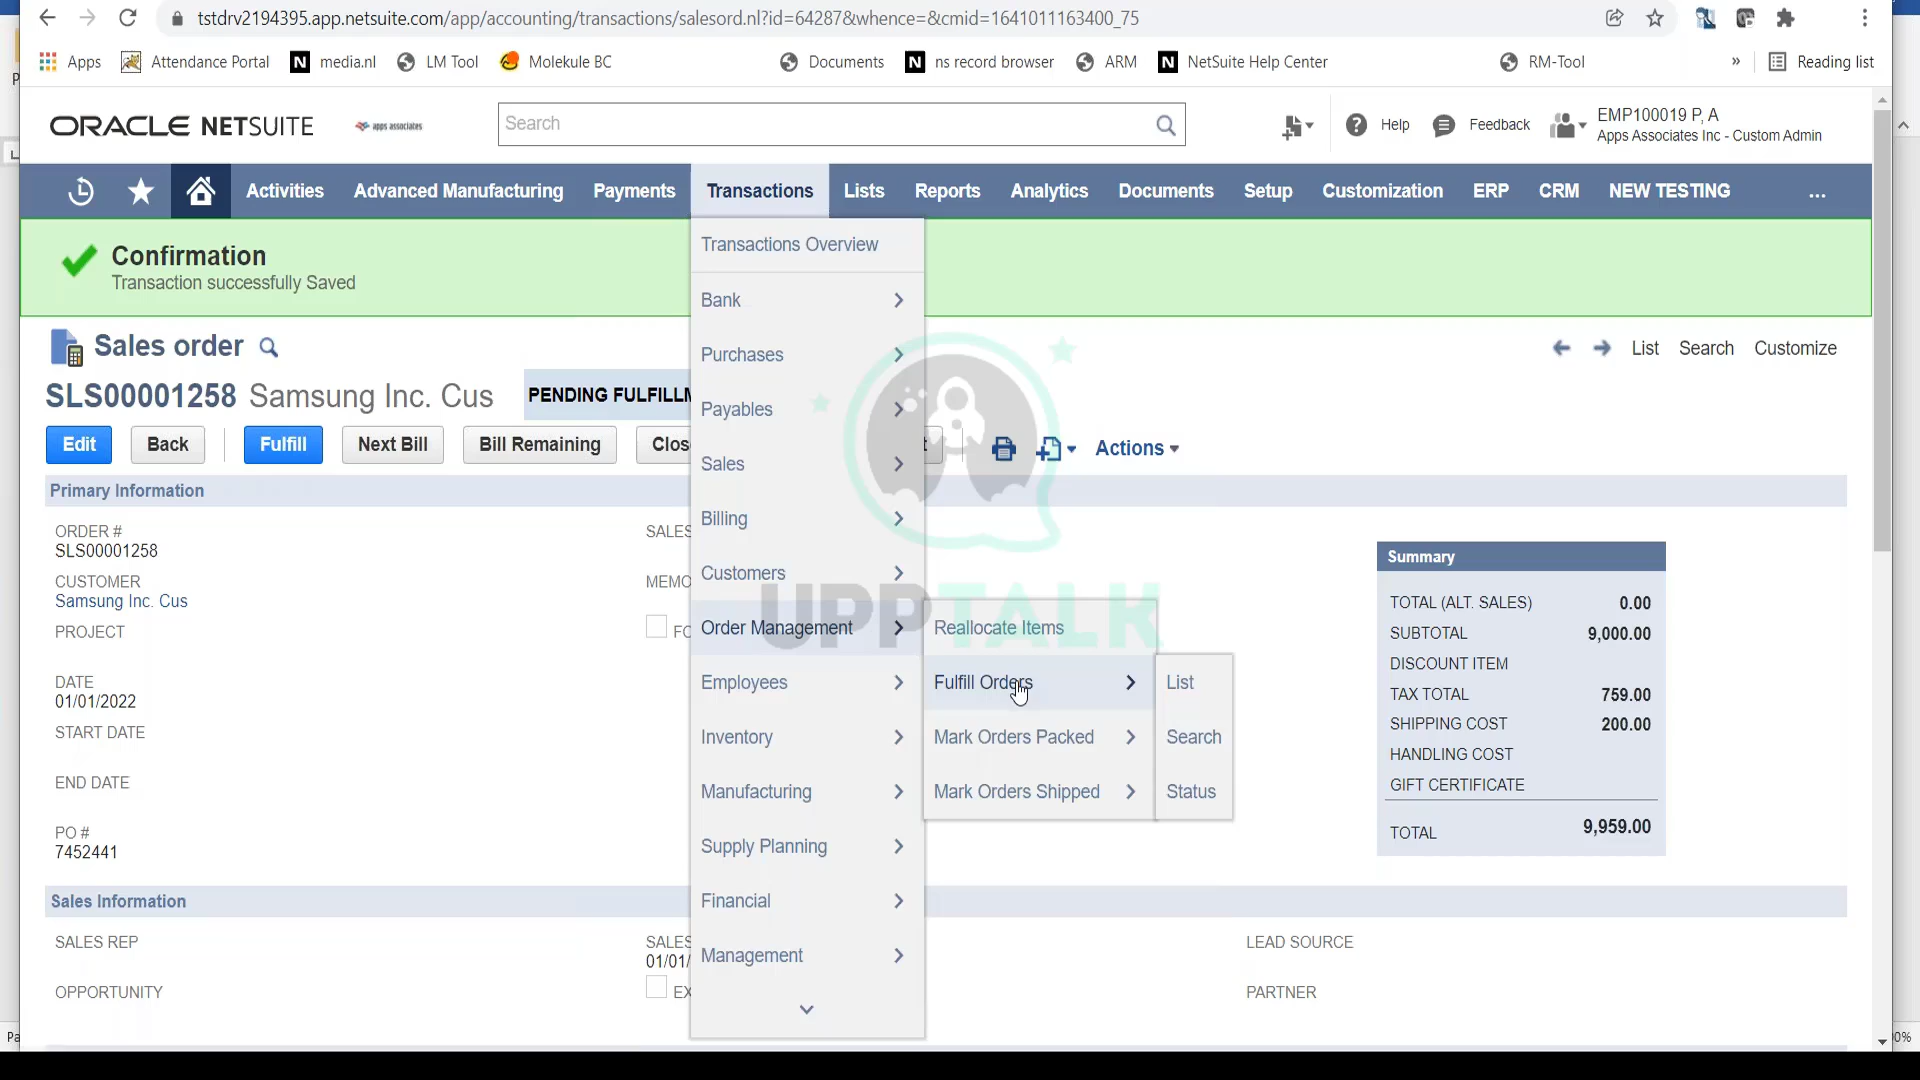 tstdrv2194395.app.netsuite.com/app/accounting/transactions/salesord.nl?id=64287&whence=&cmid=1641011163400_75
Apps Attendance Portal N media.nl LM Tool Molekule BC Documents N ns record browser ARM N NetSuite Help Center RM-Tool » Reading list
ORACLE NETSUITE apps associates Search Help Feedback EMP100019 P, A
Apps Associates Inc - Custom Admin
Activities Advanced Manufacturing Payments Transactions Lists Reports Analytics Documents Setup Customization ERP CRM NEW TESTING ...
Transactions Overview
Bank
Purchases
Payables
Sales
Billing
Customers
Order Management
Employees
Inventory
Manufacturing
Supply Planning
Financial
Management
Reallocate Items
Fulfill Orders
Mark Orders Packed
Mark Orders Shipped
List
Search
Status
Confirmation
Transaction successfully Saved
Sales order
List Search Customize
SLS00001258 Samsung Inc. Cus PENDING FULFILLM
Edit Back Fulfill Next Bill Bill Remaining Clos t Actions
Primary Information
ORDER #
SLS00001258
CUSTOMER
Samsung Inc. Cus
PROJECT
DATE
01/01/2022
START DATE
END DATE
PO #
7452441
SALES
MEMO
FO
Summary
TOTAL (ALT. SALES) 0.00
SUBTOTAL 9,000.00
DISCOUNT ITEM
TAX TOTAL 759.00
SHIPPING COST 200.00
HANDLING COST
GIFT CERTIFICATE
TOTAL 9,959.00
UPPTALK
Sales Information
SALES REP
OPPORTUNITY
SALES
01/01/
EX
LEAD SOURCE
PARTNER